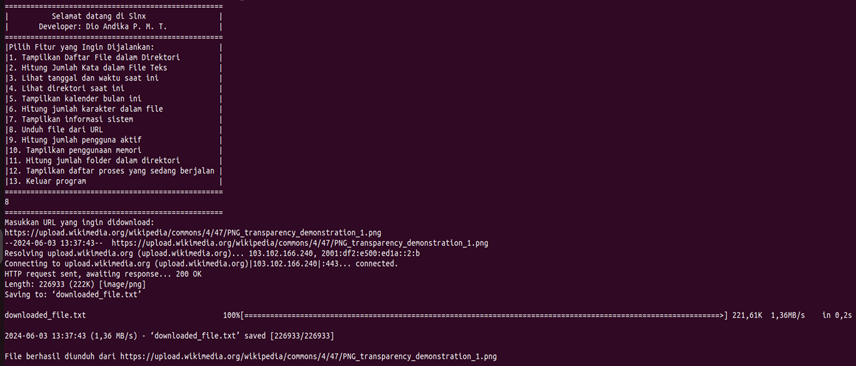 ==================================================
|          Selamat datang di Slnx                |
|       Developer: Dio Andika P. M. T.           |
==================================================
|Pilih Fitur yang Ingin Dijalankan:              |
|1. Tampilkan Daftar File dalam Direktori        |
|2. Hitung Jumlah Kata dalam File Teks           |
|3. Lihat tanggal dan waktu saat ini             |
|4. Lihat direktori saat ini                     |
|5. Tampilkan kalender bulan ini                 |
|6. Hitung jumlah karakter dalam file            |
|7. Tampilkan informasi sistem                   |
|8. Unduh file dari URL                          |
|9. Hitung jumlah pengguna aktif                 |
|10. Tampilkan penggunaan memori                 |
|11. Hitung jumlah folder dalam direktori        |
|12. Tampilkan daftar proses yang sedang berjalan |
|13. Keluar program                              |
==================================================
8
==================================================
Masukkan URL yang ingin didownload:
https://upload.wikimedia.org/wikipedia/commons/4/47/PNG_transparency_demonstration_1.png
--2024-06-03 13:37:43--  https://upload.wikimedia.org/wikipedia/commons/4/47/PNG_transparency_demonstration_1.png
Resolving upload.wikimedia.org (upload.wikimedia.org)... 103.102.166.240, 2001:df2:e500:ed1a::2:b
Connecting to upload.wikimedia.org (upload.wikimedia.org)|103.102.166.240|:443... connected.
HTTP request sent, awaiting response... 200 OK
Length: 226933 (222K) [image/png]
Saving to: ‘downloaded_file.txt’
downloaded_file.txt 100%[==================================================>] 221,61K 1,36MB/s in 0,2s
2024-06-03 13:37:43 (1,36 MB/s) - ‘downloaded_file.txt’ saved [226933/226933]
File berhasil diunduh dari https://upload.wikimedia.org/wikipedia/commons/4/47/PNG_transparency_demonstration_1.png